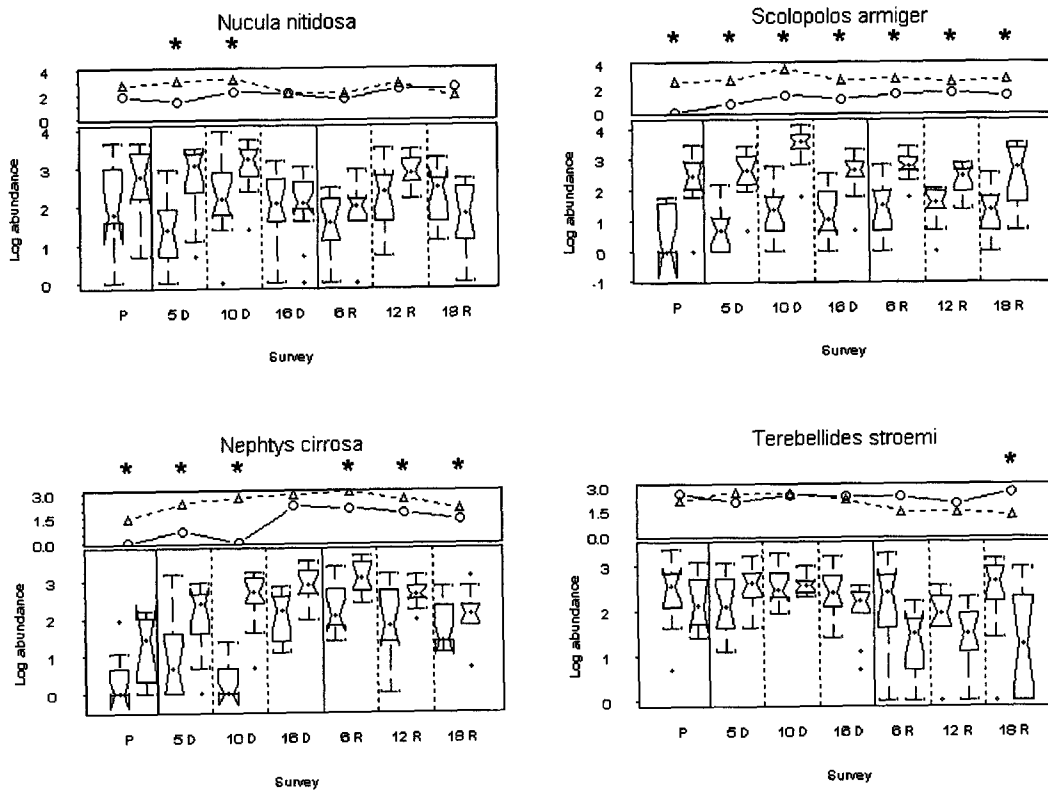 Nucula nitidosa
* *
4
2
0
Log abundance
4
3
2
1
0
P 5 D 10 D 16 D 6 R 12 R 18 R
Survey
Scolopolos armiger
* * * * * * *
4
2
0
Log abundance
4
3
2
1
0
-1
P 5 D 10 D 16 D 6 R 12 R 18 R
Survey
Nephtys cirrosa
* * * * * *
3.0
1.5
0.0
Log abundance
3
2
1
0
P 5 D 10 D 16 D 6 R 12 R 18 R
Survey
Terebellides stroemi
*
3.0
1.5
0.0
Log abundance
3
2
1
0
P 5 D 10 D 16 D 6 R 12 R 18 R
Survey